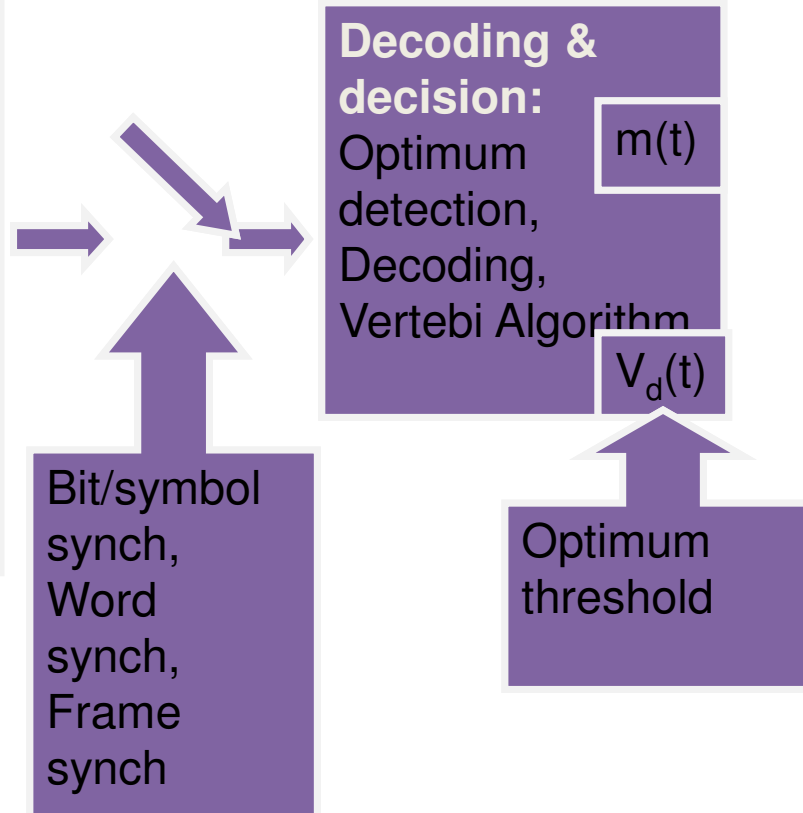 Decoding &
decision:
Optimum
m(t)
detection,
Decoding,
Vertebi Algorithm
V_d(t)
Bit/symbol
synch,
Word
synch,
Frame
synch
Optimum
threshold